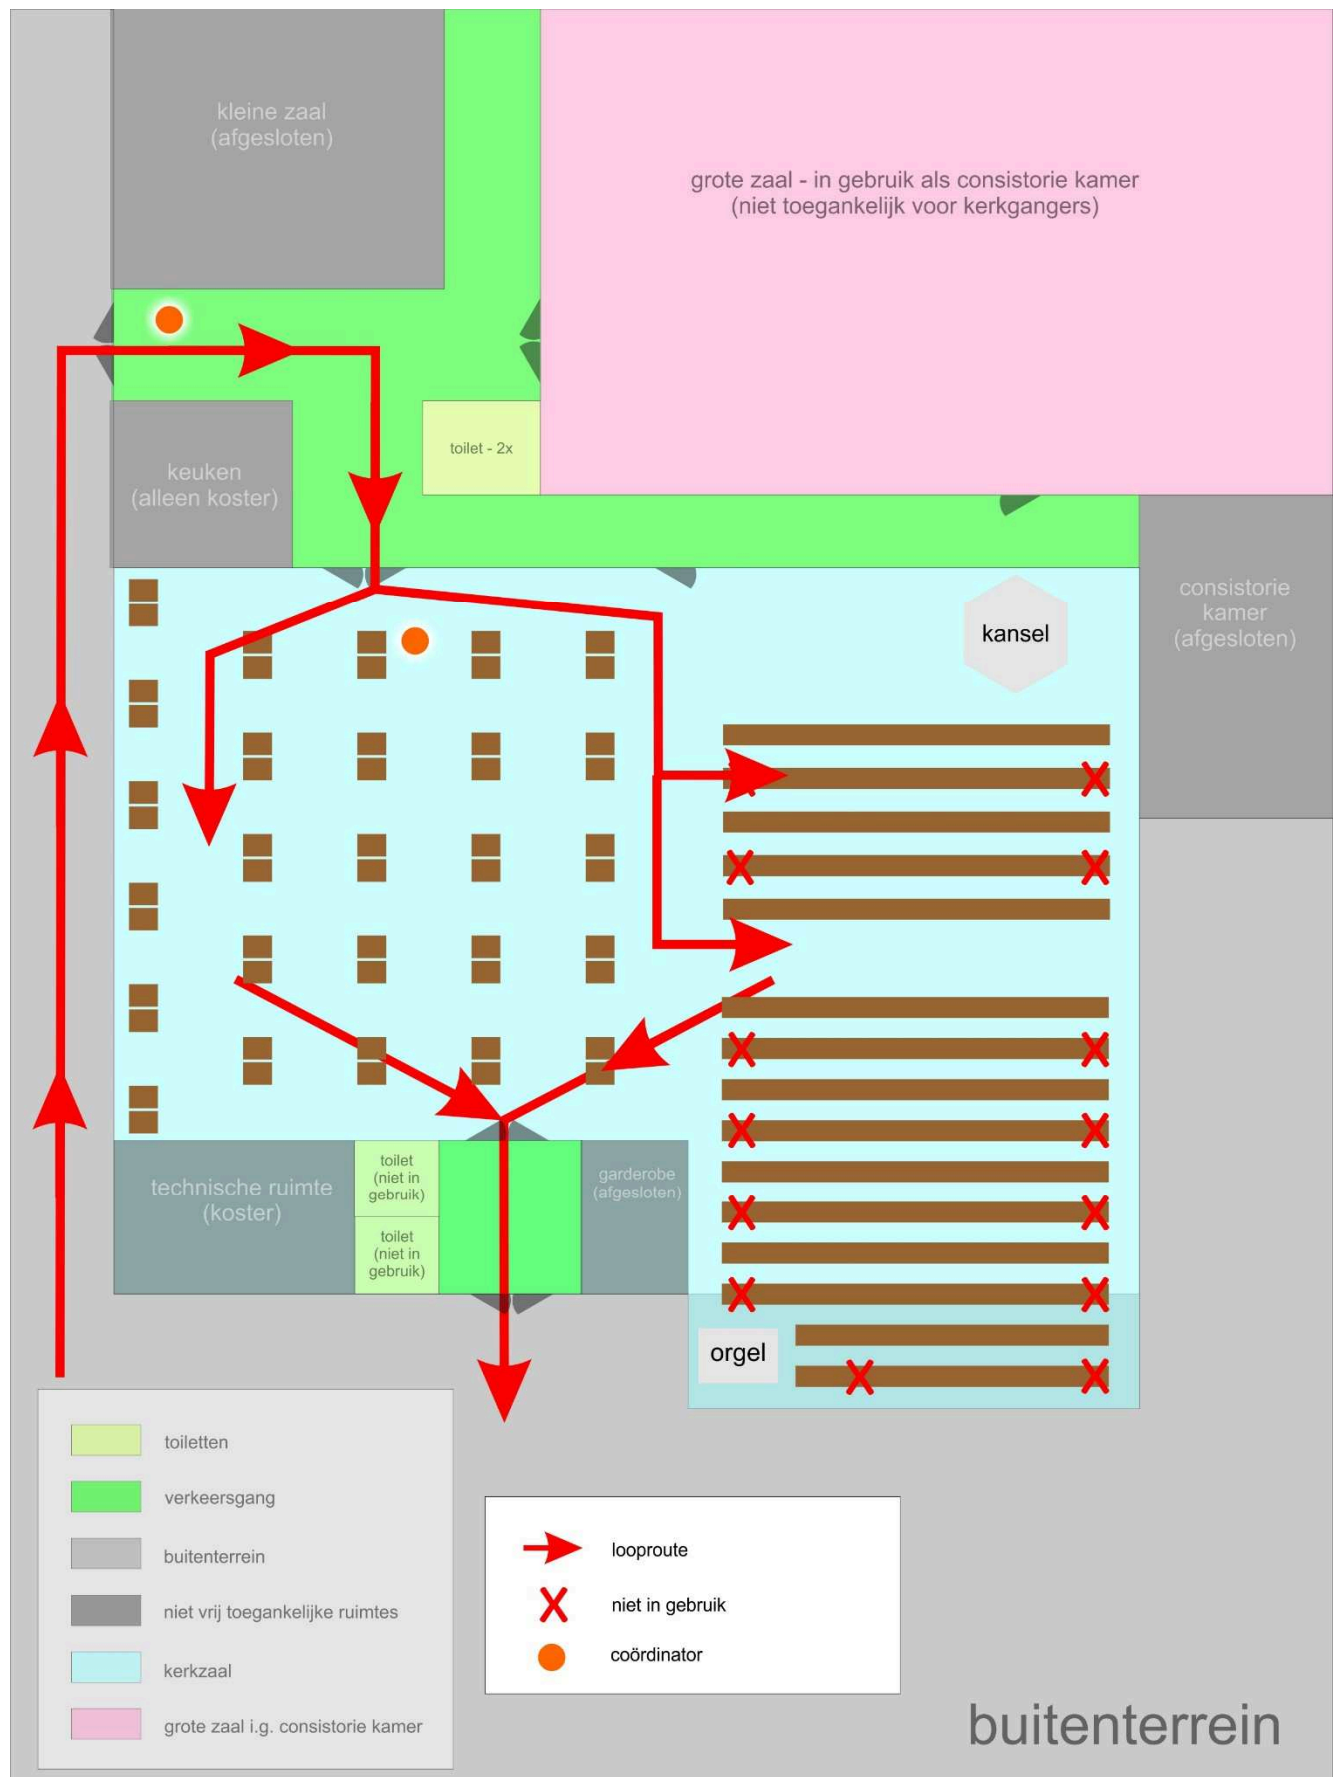 kleine zaal
(afgesloten)
grote zaal - in gebruik als consistorie kamer
(niet toegankelijk voor kerkgangers)
toilet - 2x
keuken
(alleen koster)
consistorie
kamer
(afgesloten)
kansel
technische ruimte
(koster)
toilet
(niet in
gebruik)
toilet
(niet in
gebruik)
garderobe
(afgesloten)
orgel
toiletten
verkeersgang
buitenterrein
niet vrij toegankelijke ruimtes
kerkzaal
grote zaal i.g. consistorie kamer
looproute
niet in gebruik
coördinator
buitenterrein